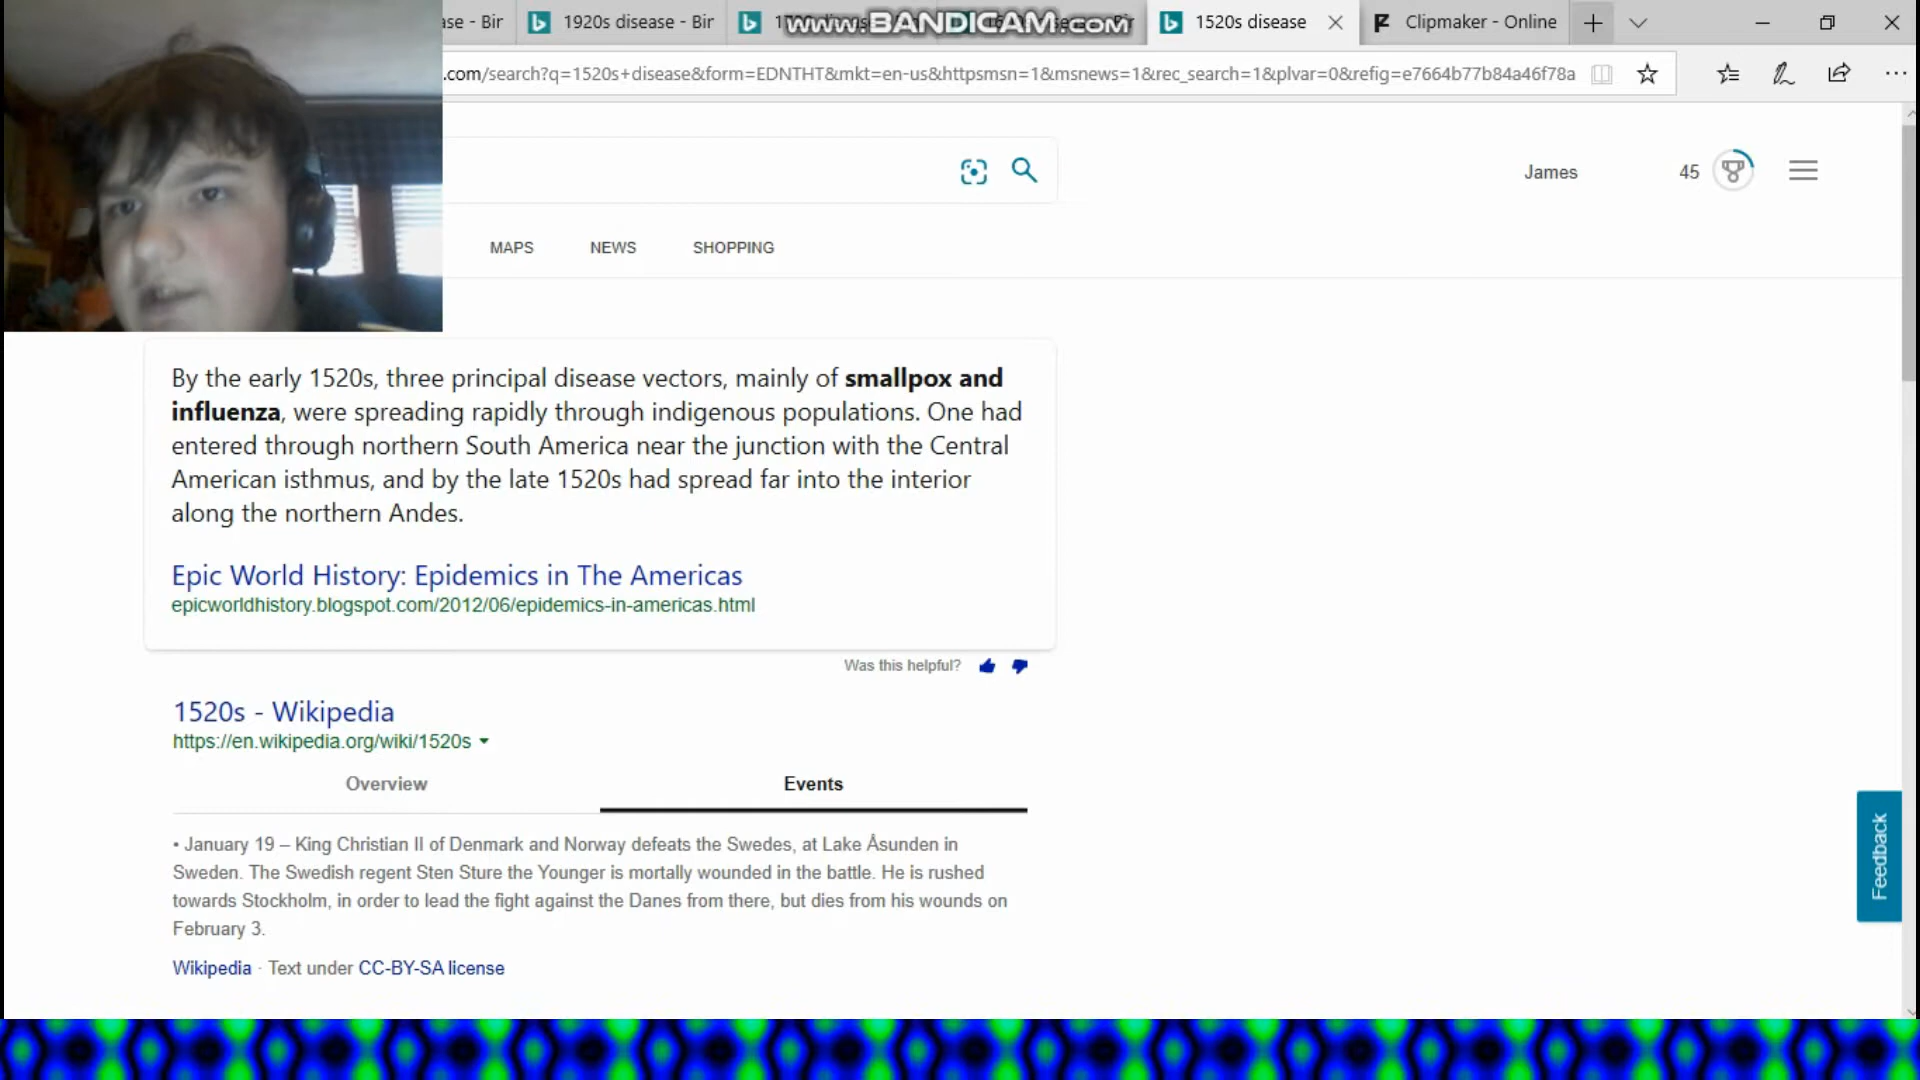 ase - Bin
1920s disease - Bin
www.BANDICAM.com
1520s disease
Clipmaker - Online
.com/search?q=1520s+disease&form=EDNTHT&mkt=en-us&httpsmsn=1&msnews=1&rec_search=1&plvar=0&refig=e7664b77b84a46f78a
James
45
MAPS
NEWS
SHOPPING
By the early 1520s, three principal disease vectors, mainly of smallpox and
influenza, were spreading rapidly through indigenous populations. One had
entered through northern South America near the junction with the Central
American isthmus, and by the late 1520s had spread far into the interior
along the northern Andes.
Epic World History: Epidemics in The Americas
epicworldhistory.blogspot.com/2012/06/epidemics-in-americas.html
Was this helpful?
1520s - Wikipedia
https://en.wikipedia.org/wiki/1520s
Overview
Events
• January 19 – King Christian II of Denmark and Norway defeats the Swedes, at Lake Åsunden in
Sweden. The Swedish regent Sten Sture the Younger is mortally wounded in the battle. He is rushed
towards Stockholm, in order to lead the fight against the Danes from there, but dies from his wounds on
February 3.
Wikipedia · Text under CC-BY-SA license
Feedback